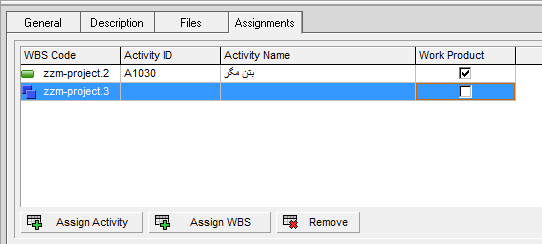 General Description Files Assignments
WBS Code Activity ID Activity Name Work Product
zzm-project.2 A1030 بتن مگر
zzm-project.3
Assign Activity Assign WBS Remove